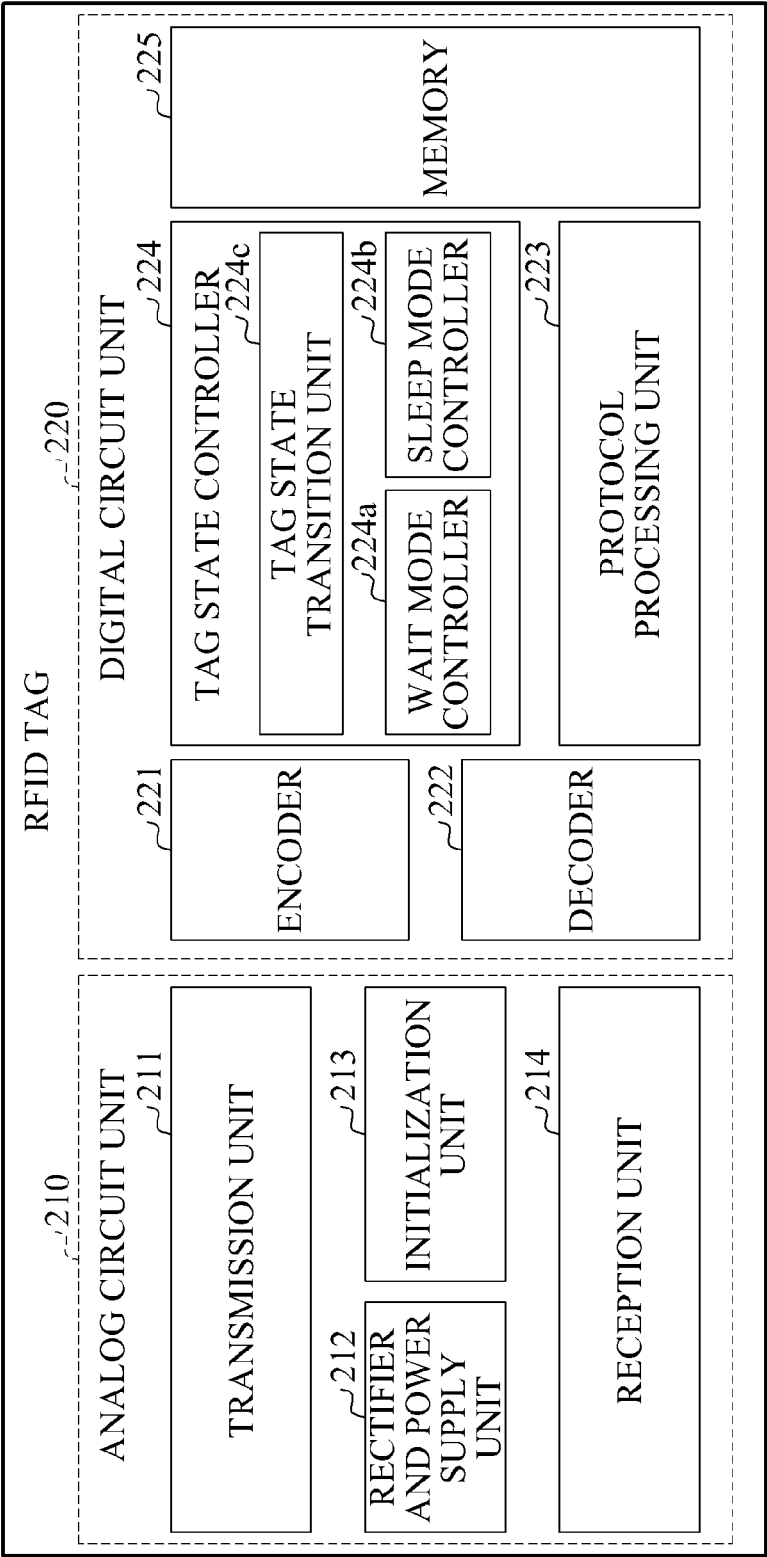 RFID TAG
210
ANALOG CIRCUIT UNIT
211
TRANSMISSION UNIT
212
RECTIFIER
AND POWER
SUPPLY
UNIT
213
INITIALIZATION
UNIT
214
RECEPTION UNIT
220
DIGITAL CIRCUIT UNIT
221
ENCODER
222
DECODER
224
TAG STATE CONTROLLER
224c
TAG STATE
TRANSITION UNIT
224a
WAIT MODE
CONTROLLER
224b
SLEEP MODE
CONTROLLER
223
PROTOCOL
PROCESSING UNIT
225
MEMORY